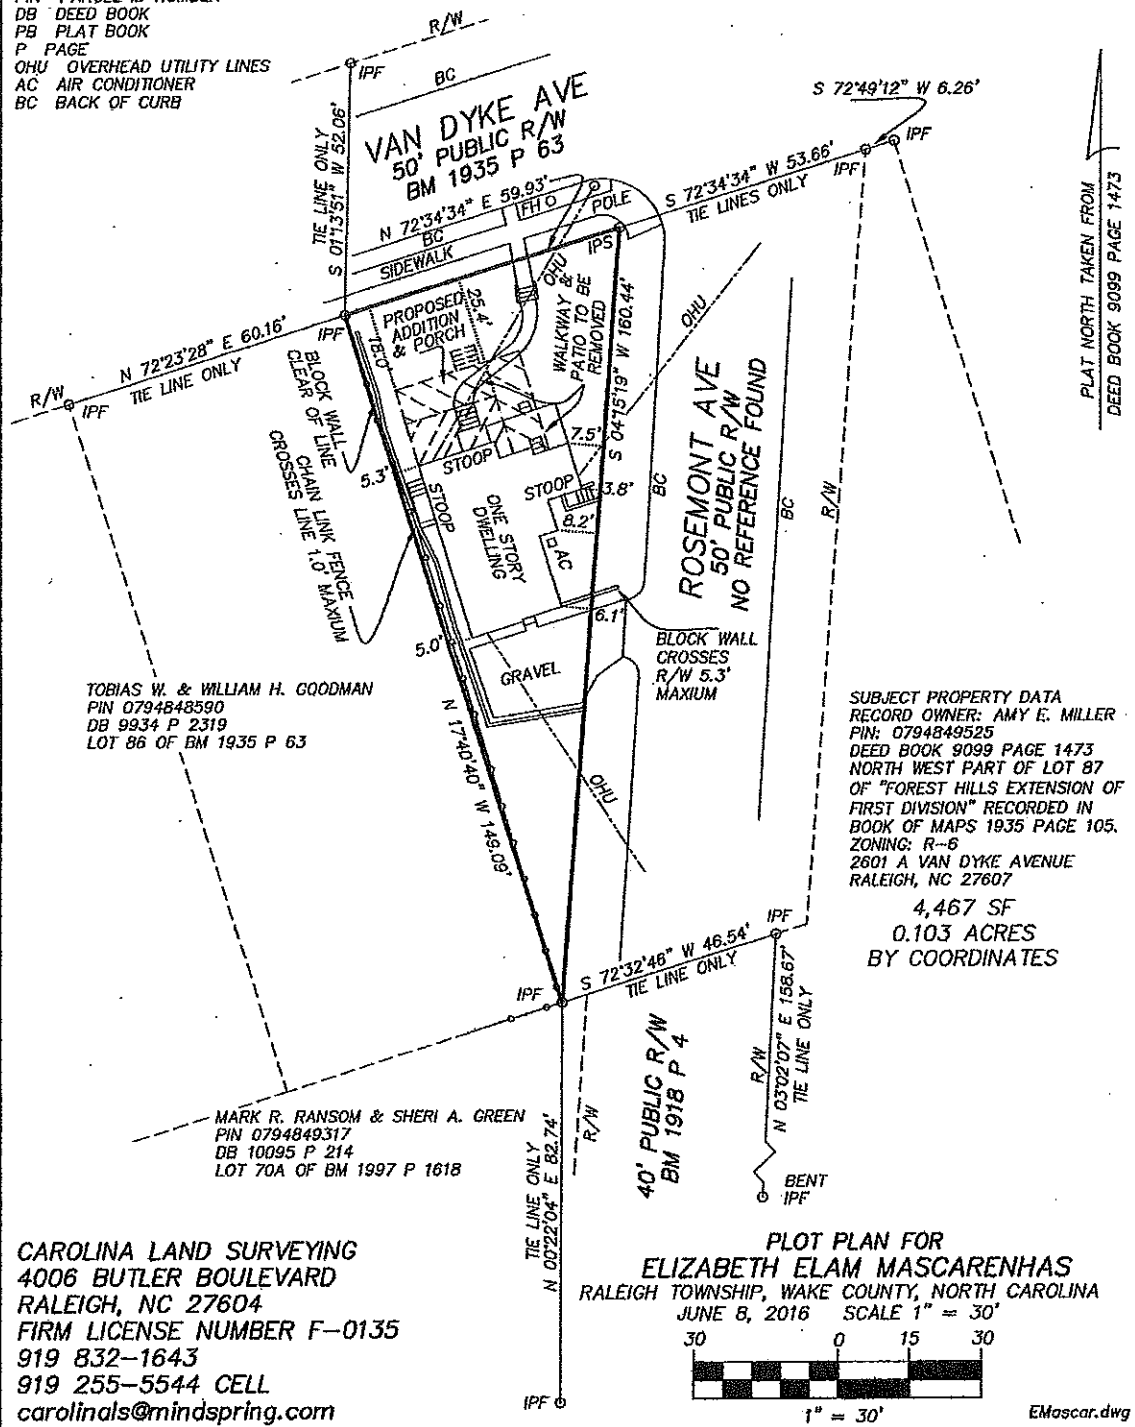 DB DEED BOOK
PB PLAT BOOK
P PAGE
OHU OVERHEAD UTILITY LINES
AC AIR CONDITIONER
BC BACK OF CURB
R/W
IPF
BC
VAN DYKE AVE
50' PUBLIC R/W
BM 1935 P 63
TIE LINE ONLY
S 01°13'51" W 52.06'
S 72°49'12" W 6.26'
IPF
IPF
S 72°34'34" W 53.66'
TIE LINES ONLY
PLAT NORTH TAKEN FROM
DEED BOOK 9099 PAGE 1473
N 72°34'34" E 59.93'
BC
FH
POLE
SIDEWALK
IPS
OHU
IPF
N 72°23'28" E 60.16'
TIE LINE ONLY
R/W
IPF
PROPOSED
ADDITION
& PORCH
25.4'
78.0'
WALKWAY &
PATIO TO BE
REMOVED
S 04°15'19" W 160.44'
OHU
BLOCK WALL
CLEAR OF LINE
CHAIN LINK FENCE
CROSSES LINE 1.0' MAXIUM
5.3'
STOOP
STOOP
7.5'
STOOP
3.8'
8.2'
AC
ONE STORY
DWELLING
BC
ROSEMONT AVE
50' PUBLIC R/W
NO REFERENCE FOUND
BC
R/W
6.1'
5.0'
GRAVEL
BLOCK WALL
CROSSES
R/W 5.3'
MAXIUM
TOBIAS W. & WILLIAM H. GOODMAN
PIN 0794848590
DB 9934 P 2319
LOT 86 OF BM 1935 P 63
N 17°40'40" W 149.09'
OHU
SUBJECT PROPERTY DATA
RECORD OWNER: AMY E. MILLER
PIN: 0794849525
DEED BOOK 9099 PAGE 1473
NORTH WEST PART OF LOT 87
OF "FOREST HILLS EXTENSION OF
FIRST DIVISION" RECORDED IN
BOOK OF MAPS 1935 PAGE 105.
ZONING: R-6
2601 A VAN DYKE AVENUE
RALEIGH, NC 27607
4,467 SF
0.103 ACRES
BY COORDINATES
IPF
S 72°32'46" W 46.54'
TIE LINE ONLY
IPF
R/W
40' PUBLIC R/W
BM 1918 P 4
R/W
N 03°02'07" E 158.67'
TIE LINE ONLY
BENT
IPF
MARK R. RANSOM & SHERI A. GREEN
PIN 0794849317
DB 10095 P 214
LOT 70A OF BM 1997 P 1618
TIE LINE ONLY
N 00°22'04" E 82.74'
IPF
CAROLINA LAND SURVEYING
4006 BUTLER BOULEVARD
RALEIGH, NC 27604
FIRM LICENSE NUMBER F-0135
919 832-1643
919 255-5544 CELL
carolinals@mindspring.com
PLOT PLAN FOR
ELIZABETH ELAM MASCARENHAS
RALEIGH TOWNSHIP, WAKE COUNTY, NORTH CAROLINA
JUNE 8, 2016 SCALE 1" = 30'
30 0 15 30
1" = 30'
EMascar.dwg